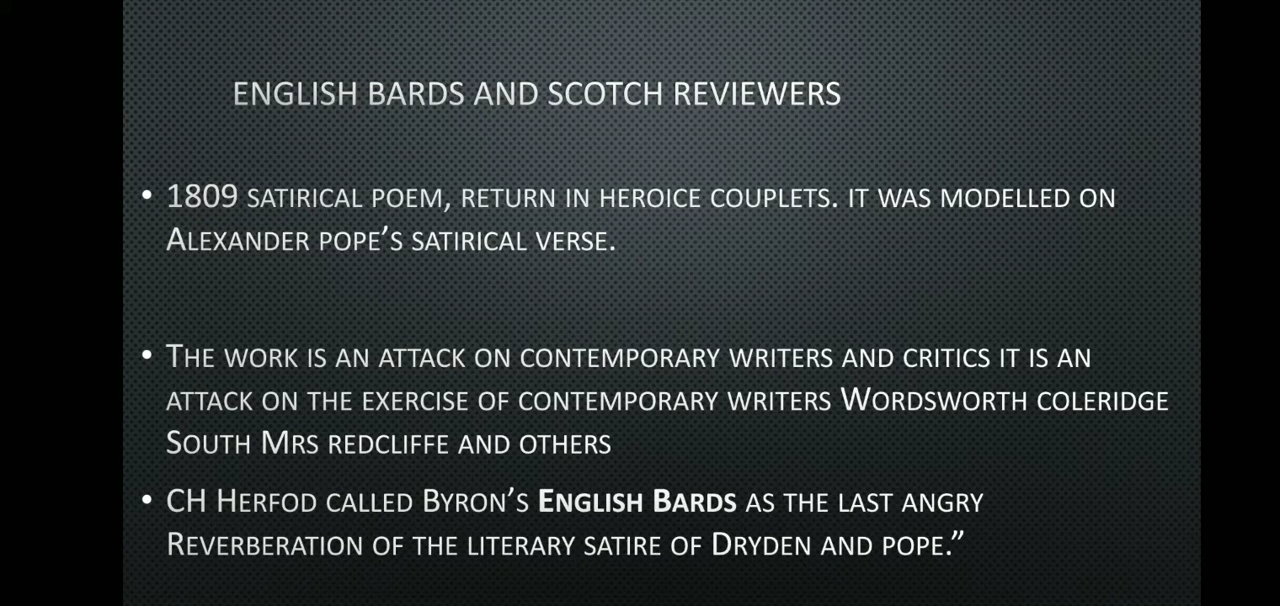 ENGLISH BARDS AND SCOTCH REVIEWERS
• 1809 SATIRICAL POEM, RETURN IN HEROICE COUPLETS. IT WAS MODELLED ON
ALEXANDER POPE’S SATIRICAL VERSE.
• THE WORK IS AN ATTACK ON CONTEMPORARY WRITERS AND CRITICS IT IS AN
ATTACK ON THE EXERCISE OF CONTEMPORARY WRITERS WORDSWORTH COLERIDGE
SOUTH MRS REDCLIFFE AND OTHERS
• CH HERFOD CALLED BYRON’S ENGLISH BARDS AS THE LAST ANGRY
REVERBERATION OF THE LITERARY SATIRE OF DRYDEN AND POPE.”